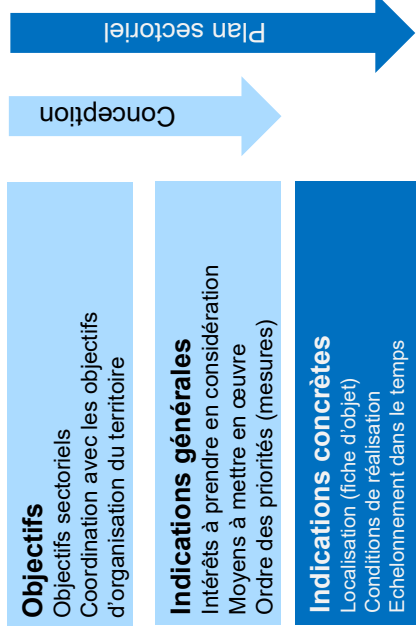 Objectifs
Objectifs sectoriels
Coordination avec les objectifs
d'organisation du territoire
Indications générales
Intérêts à prendre en considération
Moyens à mettre en œuvre
Ordre des priorités (mesures)
Indications concrètes
Localisation (fiche d'objet)
Conditions de réalisation
Echelonnement dans le temps
Conception
Plan sectoriel